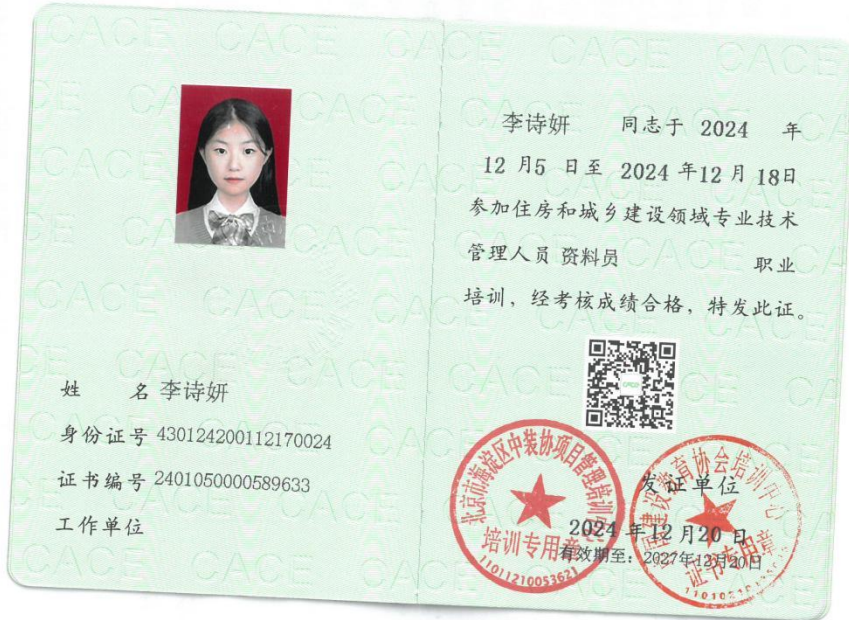 李诗妍 同志于 2024 年
12 月5 日至 2024 年12 月 18日
参加住房和城乡建设领域专业技术
管理人员 资料员 职业
培训，经考核成绩合格，特发此证。
姓 名 李诗妍
身份证号 430124200112170024
证书编号 2401050000589633
工作单位
北京市海淀区中装协项目管理培训中心
培训专用章
11011210053621
发证单位
2024 年 12 月 20 日
有效期至：2027年12月20日
建设教育协会培训中心
证书专用章
CACE